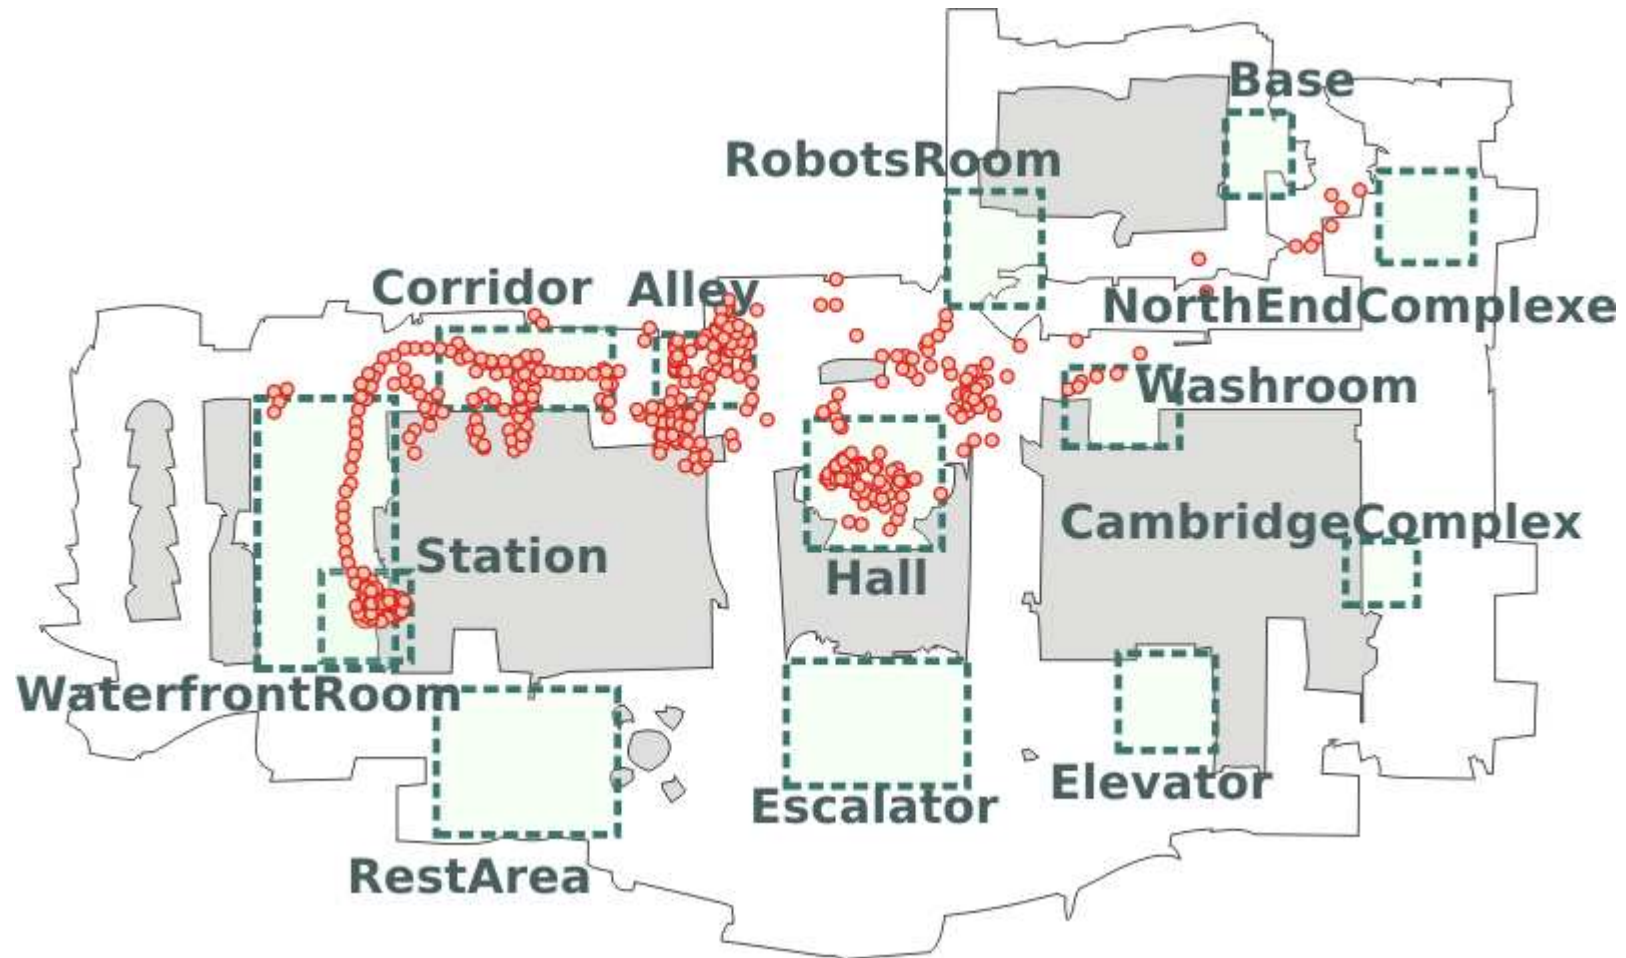 Base
RobotsRoom
Corridor
Alley
NorthEndComplexe
Washroom
CambridgeComplex
Station
Hall
WaterfrontRoom
Elevator
Escalator
RestArea